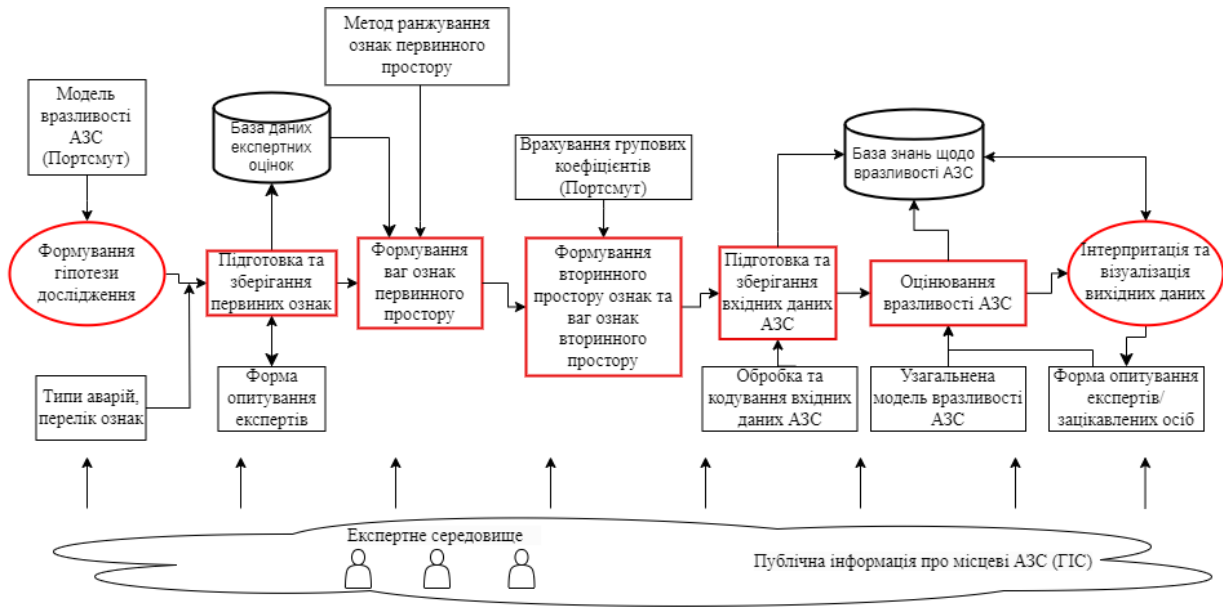 Метод ранжування
ознак первинного
простору
Модель
вразливості
АЗС
(Портсмут)
База даних
експертних
оцінок
Врахування групових
коефіцієнтів
(Портсмут)
База знань щодо
вразливості АЗС
Формування
гіпотези
дослідження
Підготовка та
зберігання
первиних ознак
Формування
ваг ознак
первинного
простору
Формування
вторинного
простору ознак та
ваг ознак
вторинного
простору
Підготовка та
зберігання
вхідних даних
АЗС
Оцінювання
вразливості АЗС
Інтерпритація та
візуалізація
вихідних даних
Типи аварій,
перелік ознак
Форма
опитування
експертів
Обробка та
кодування вхідних
даних АЗС
Узагальнена
модель вразливості
АЗС
Форма опитування
експертів/
зацікавлених осіб
Експертне середовище
Публічна інформація про місцеві АЗС (ГІС)